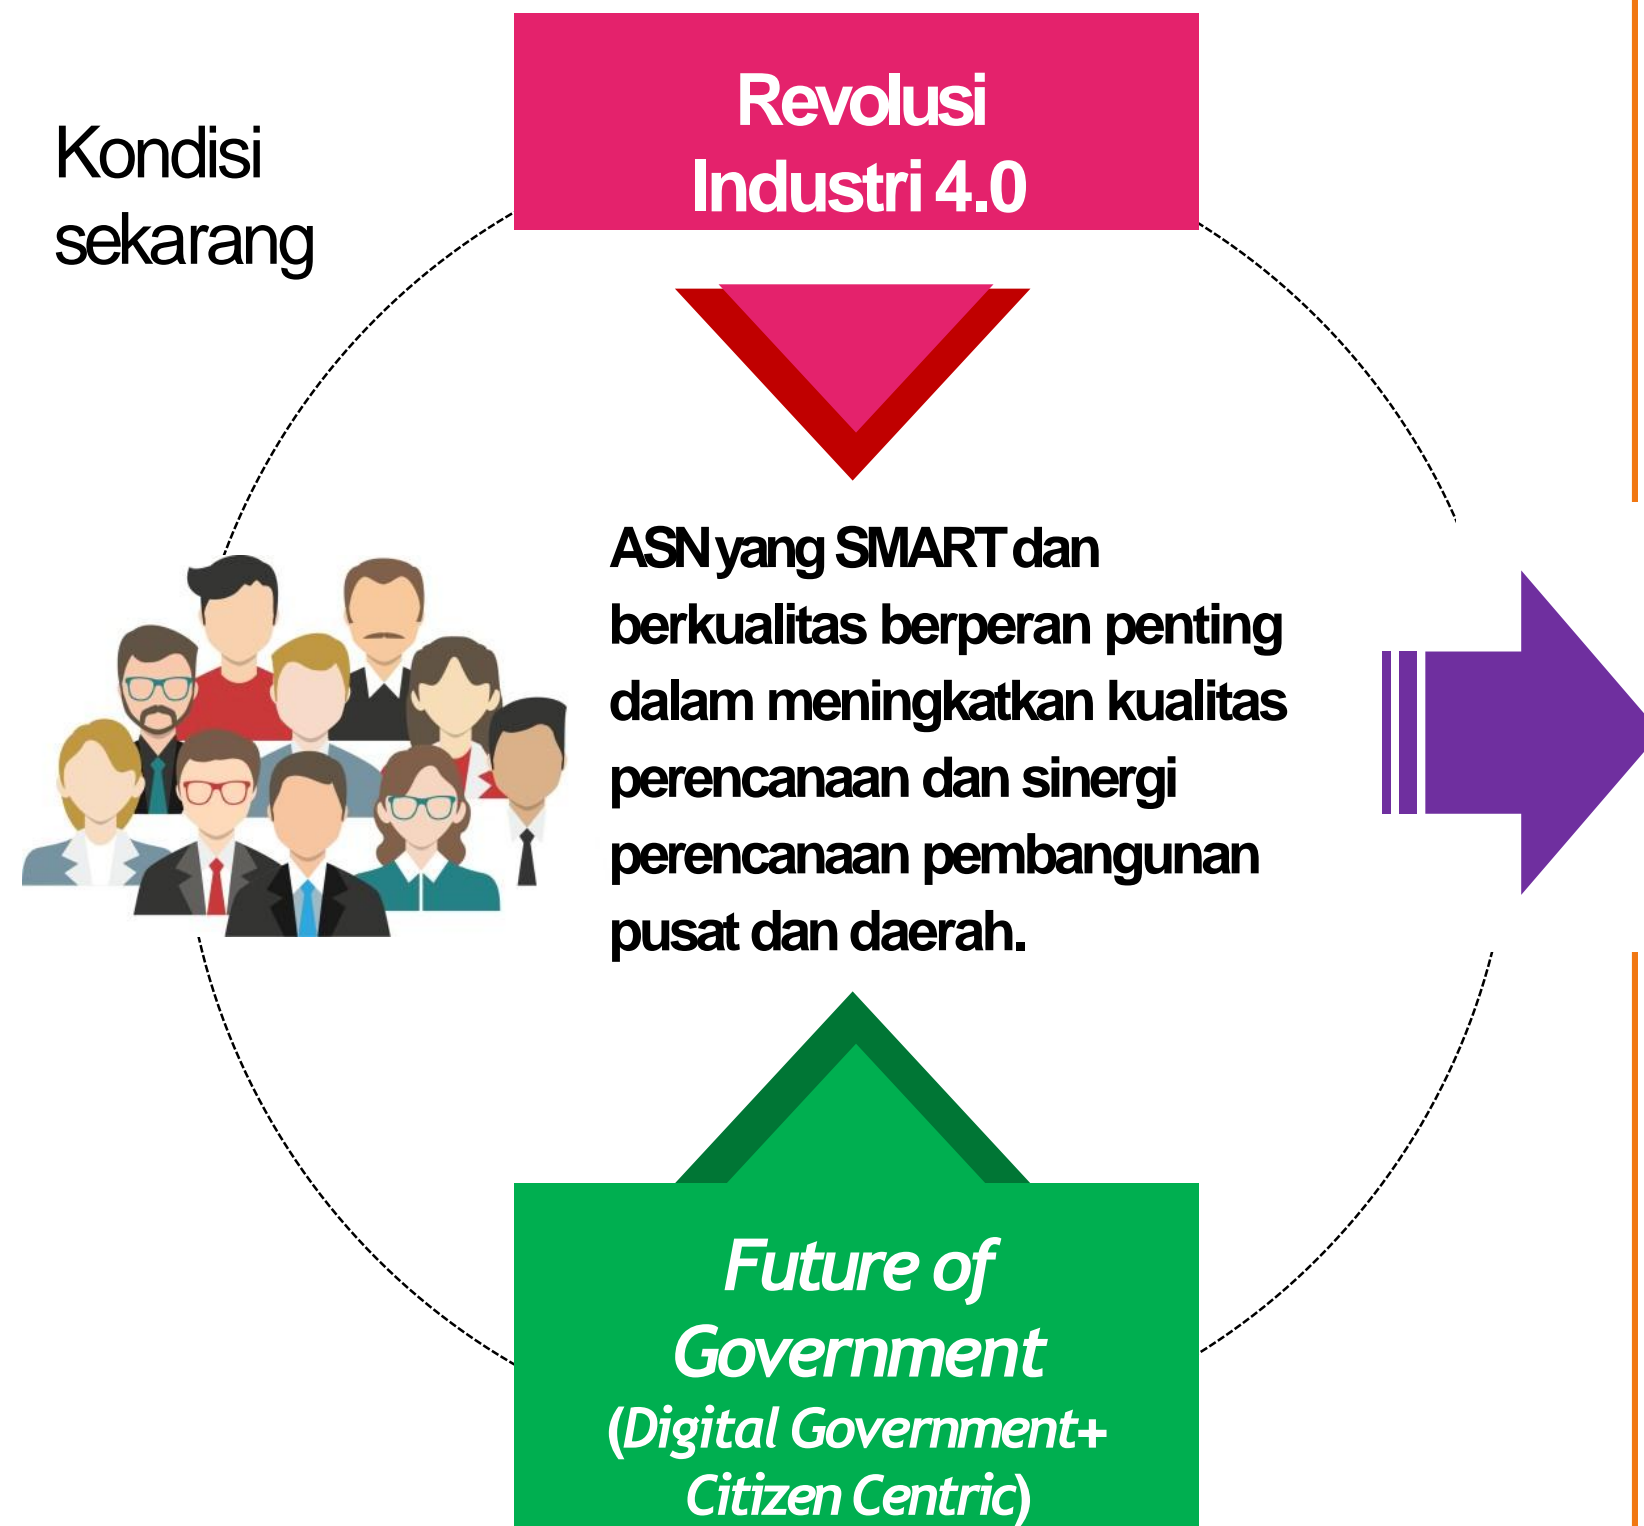 Kondisi
sekarang
Revolusi
Industri 4.0
ASN yang SMART dan
berkualitas berperan penting
dalam meningkatkan kualitas
perencanaan dan sinergi
perencanaan pembangunan
pusat dan daerah.
Future of
Government
(Digital Government+
Citizen Centric)